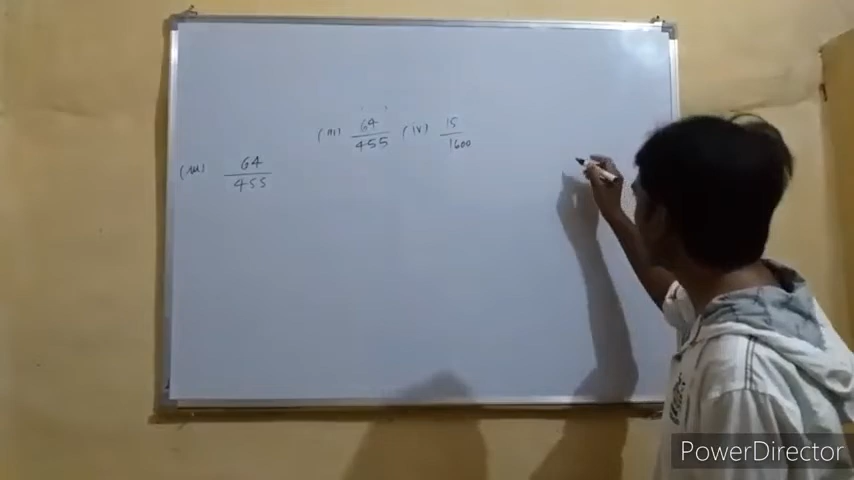 (iii) 64/455 (iv) 15/1600
(iii) 64/455
PowerDirector